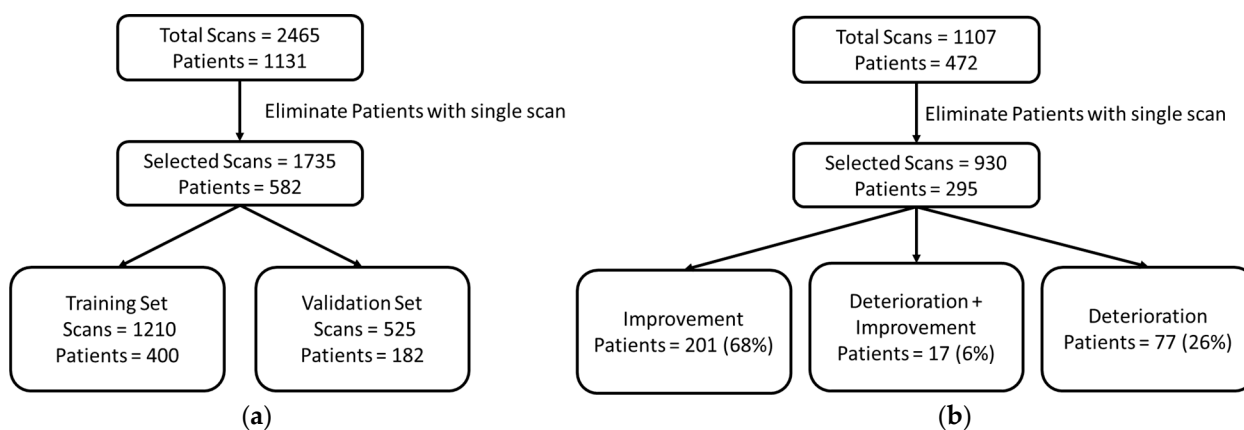 Total Scans = 2465
Patients = 1131
Eliminate Patients with single scan
Selected Scans = 1735
Patients = 582
Training Set
Scans = 1210
Patients = 400
Validation Set
Scans = 525
Patients = 182
(a)
Total Scans = 1107
Patients = 472
Eliminate Patients with single scan
Selected Scans = 930
Patients = 295
Improvement
Patients = 201 (68%)
Deterioration +
Improvement
Patients = 17 (6%)
Deterioration
Patients = 77 (26%)
(b)